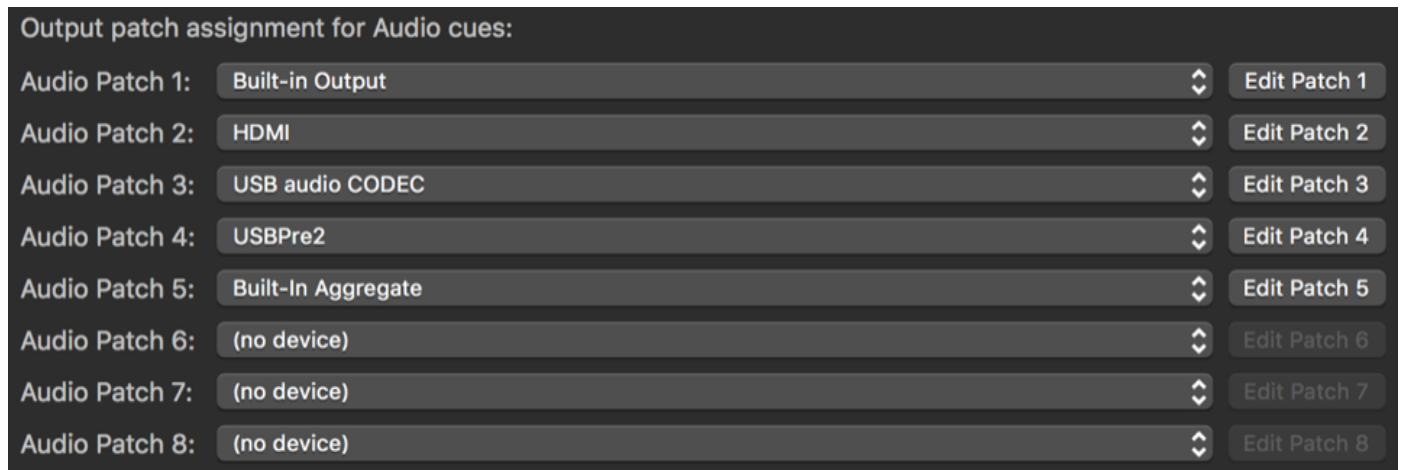 Output patch assignment for Audio cues:
Audio Patch 1: Built-in Output Edit Patch 1
Audio Patch 2: HDMI Edit Patch 2
Audio Patch 3: USB audio CODEC Edit Patch 3
Audio Patch 4: USBPre2 Edit Patch 4
Audio Patch 5: Built-In Aggregate Edit Patch 5
Audio Patch 6: (no device) Edit Patch 6
Audio Patch 7: (no device) Edit Patch 7
Audio Patch 8: (no device) Edit Patch 8